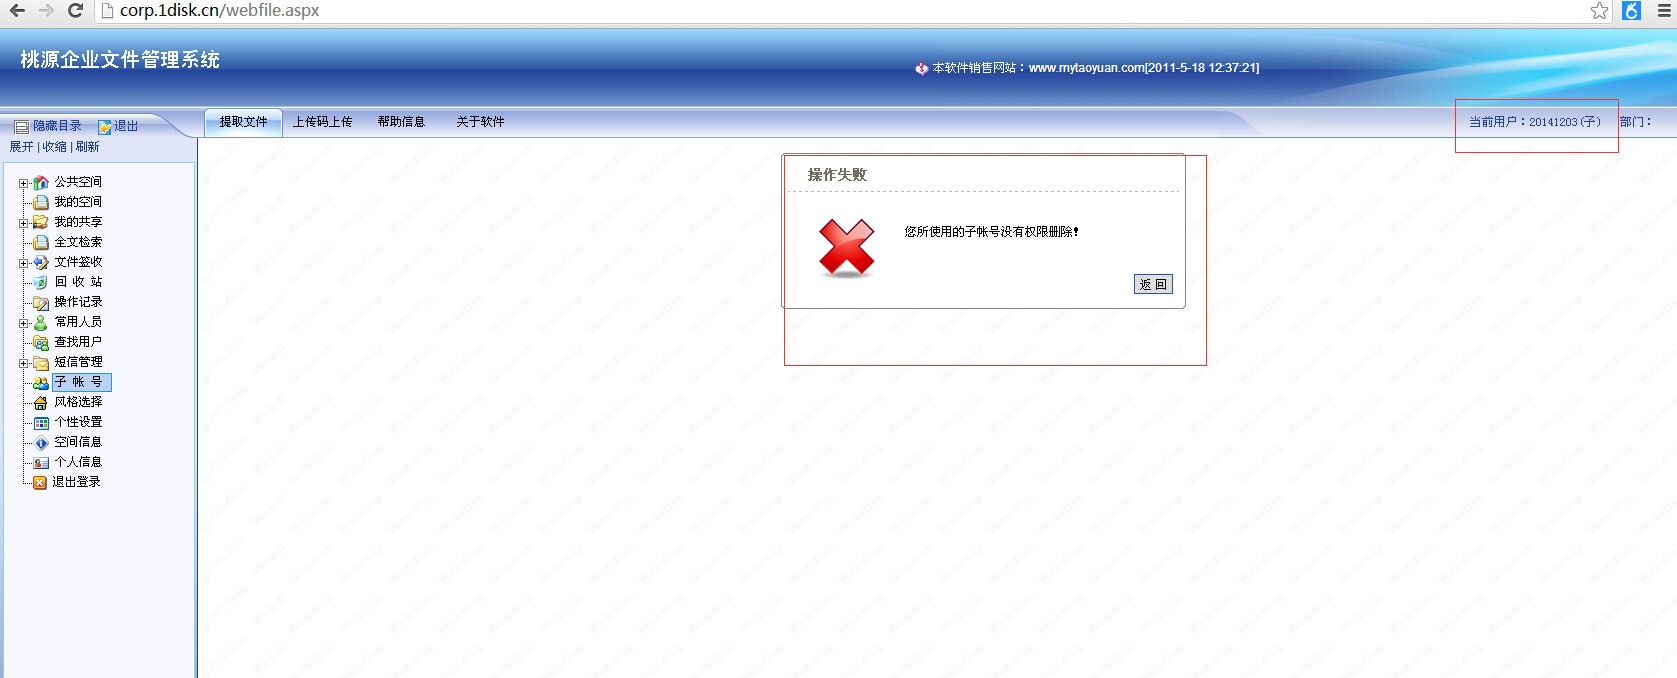 corp.1disk.cn/webfile.aspx
桃源企业文件管理系统
本软件销售网站：www.mytaoyuan.com[2011-5-18 12:37:21]
隐藏目录 退出
提取文件 上传码上传 帮助信息 关于软件
当前用户：20141203(子) 部门：
展开 | 收缩 | 刷新
公共空间
我的空间
我的共享
全文检索
文件签收
回 收 站
操作记录
常用人员
查找用户
短信管理
子 帐 号
风格选择
个性设置
空间信息
个人信息
退出登录
操作失败
您所使用的子帐号没有权限删除!
返 回